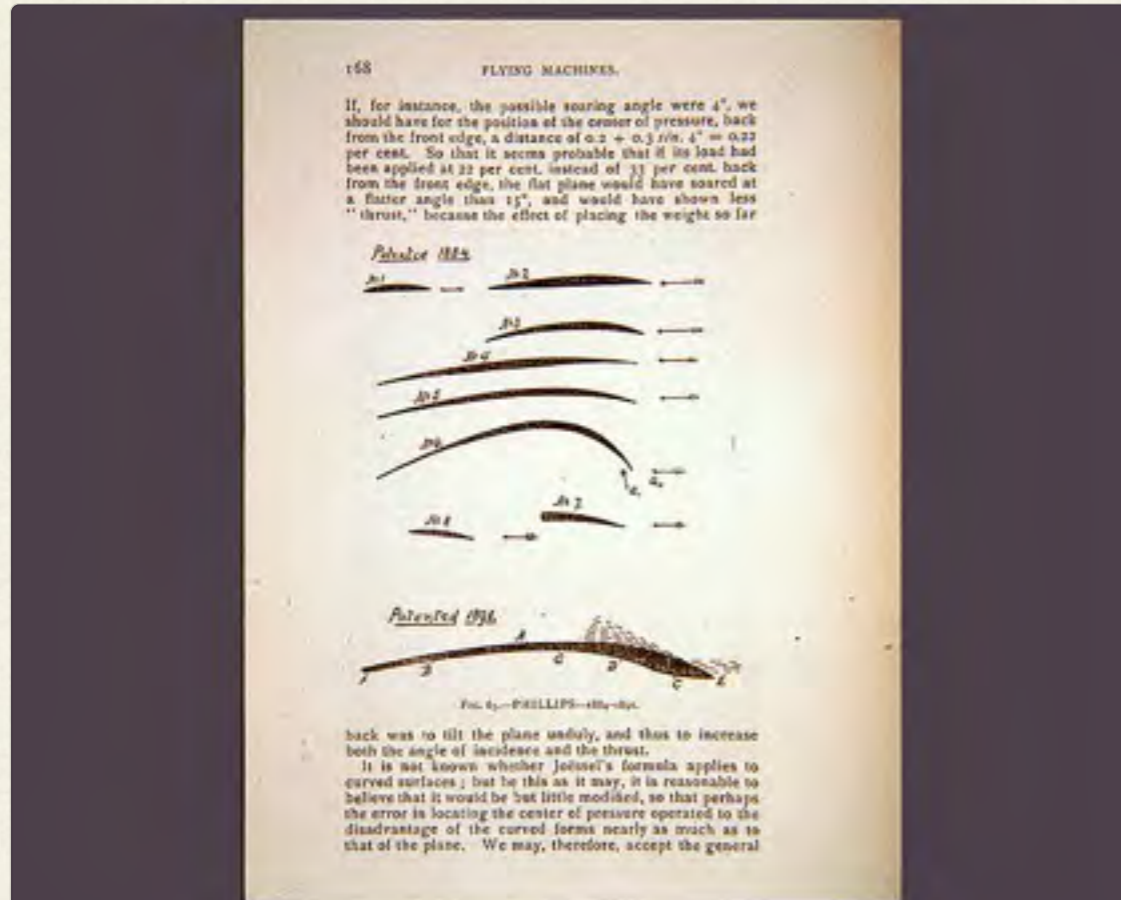 168 FLYING MACHINES.
If, for instance, the possible soaring angle were 4°, we
should have for the position of the center of pressure, back
from the front edge, a distance of 0.2 + 0.3 sin. 4° = 0.22
per cent. So that it seems probable that if its load had
been applied at 22 per cent. instead of 33 per cent. back
from the front edge, the flat plane would have soared at
a flatter angle than 15°, and would have shown less
"thrust," because the effect of placing the weight so far
Patented 1884
No 1 No 2
No 3
No 4
No 5
No 6
a
No 8 No 7
Patented 1891
A
B G D
F C E
FIG. 63.—PHILLIPS—1884-1891.
back was to tilt the plane unduly, and thus to increase
both the angle of incidence and the thrust.
It is not known whether Joëssel's formula applies to
curved surfaces; but be this as it may, it is reasonable to
believe that it would be but little modified, so that perhaps
the error in locating the center of pressure operated to the
disadvantage of the curved forms nearly as much as to
that of the plane. We may, therefore, accept the general